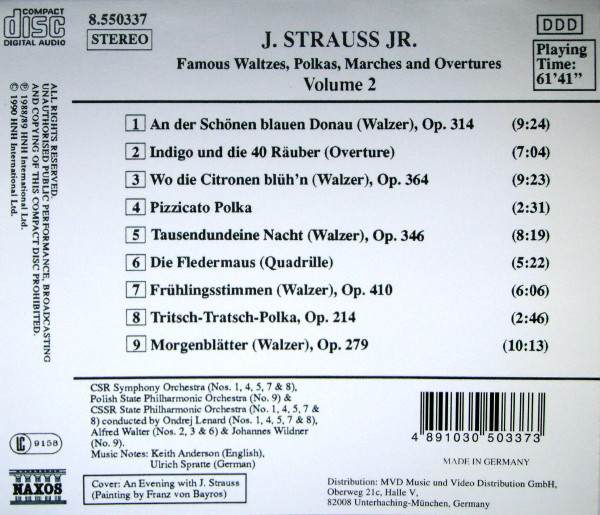 COMPACT
disc
DIGITAL AUDIO
8.550337
STEREO
J. STRAUSS JR.
Famous Waltzes, Polkas, Marches and Overtures
Volume 2
DDD
Playing
Time:
61'41"
1 An der Schönen blauen Donau (Walzer), Op. 314 (9:24)
2 Indigo und die 40 Räuber (Overture) (7:04)
3 Wo die Citronen blüh'n (Walzer), Op. 364 (9:23)
4 Pizzicato Polka (2:31)
5 Tausendundeine Nacht (Walzer), Op. 346 (8:19)
6 Die Fledermaus (Quadrille) (5:22)
7 Frühlingsstimmen (Walzer), Op. 410 (6:06)
8 Tritsch-Tratsch-Polka, Op. 214 (2:46)
9 Morgenblätter (Walzer), Op. 279 (10:13)
ALL RIGHTS RESERVED.
UNAUTHORISED PUBLIC PERFORMANCE, BROADCASTING
AND COPYING OF THIS COMPACT DISC PROHIBITED.
℗ 1988/89 HNH International Ltd.
© 1990 HNH International Ltd.
CSR Symphony Orchestra (Nos. 1, 4, 5, 7 & 8),
Polish State Philharmonic Orchestra (No. 9) &
CSSR State Philharmonic Orchestra (No. 1, 4, 5, 7 &
8) conducted by Ondrej Lenard (Nos. 1, 4, 5, 7 & 8),
Alfred Walter (Nos. 2, 3 & 6) & Johannes Wildner
(No. 9).
Music Notes: Keith Anderson (English),
Ulrich Spratte (German)
Cover: An Evening with J. Strauss
(Painting by Franz von Bayros)
LC 9158
NAXOS
4 891030 503373
MADE IN GERMANY
Distribution: MVD Music und Video Distribution GmbH,
Oberweg 21c, Halle V,
82008 Unterhaching-München, Germany